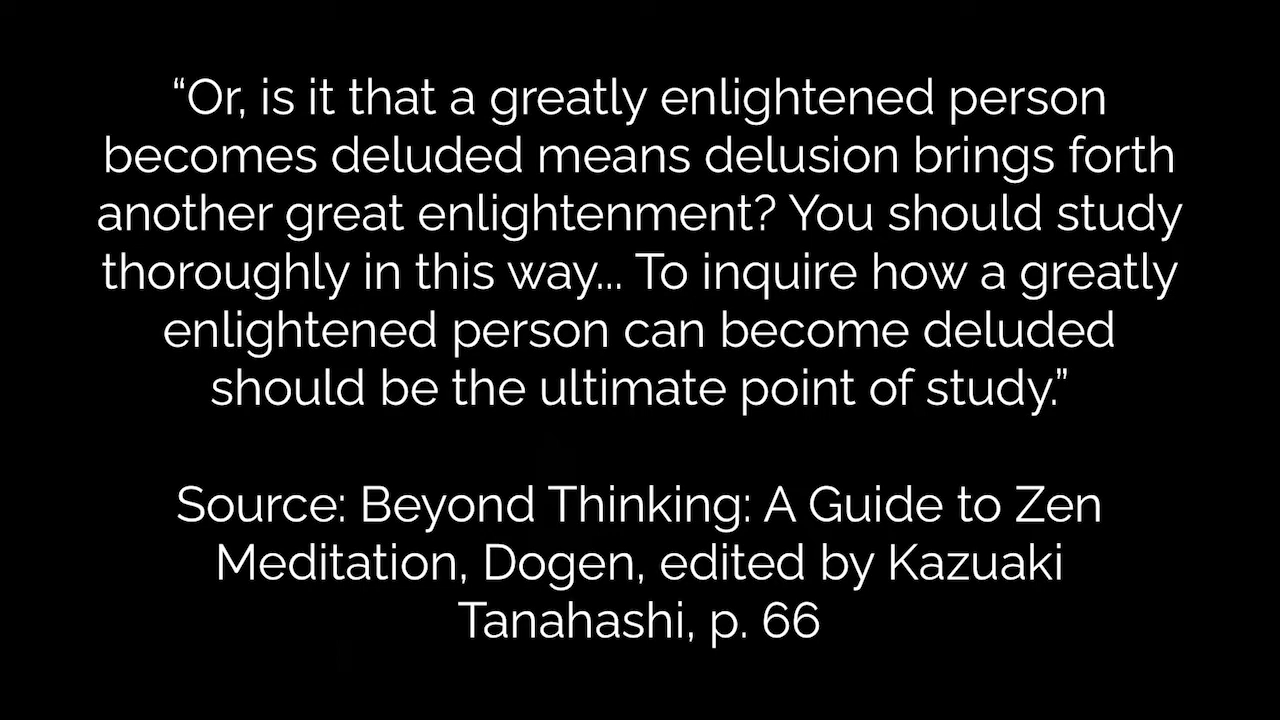 “Or, is it that a greatly enlightened person
becomes deluded means delusion brings forth
another great enlightenment? You should study
thoroughly in this way... To inquire how a greatly
enlightened person can become deluded
should be the ultimate point of study.”
Source: Beyond Thinking: A Guide to Zen
Meditation, Dogen, edited by Kazuaki
Tanahashi, p. 66